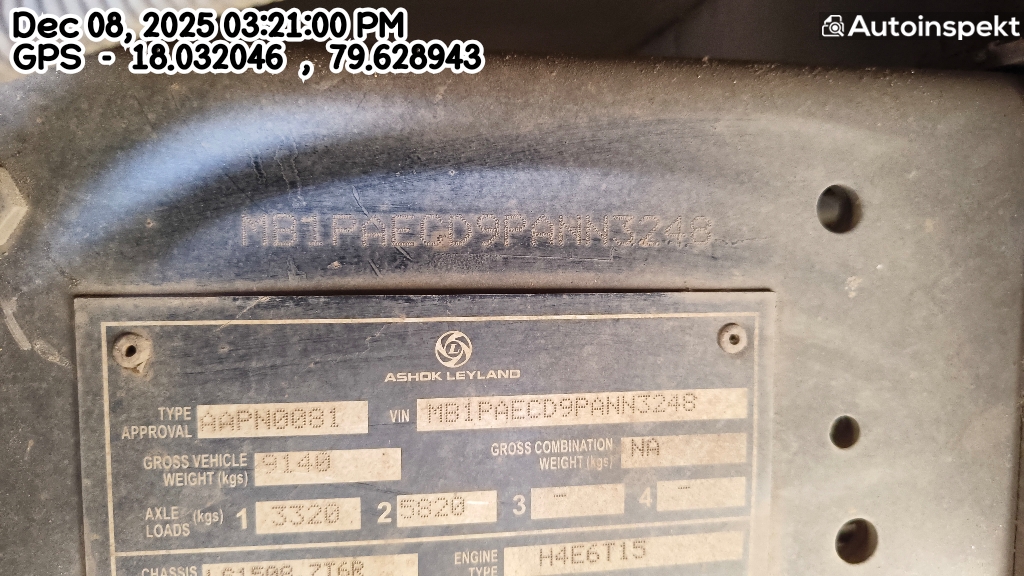 Dec 08, 2025 03:21:00 PM
GPS - 18.032046 , 79.628943
Autoinspekt
MB1PAECD9PANN3248
ASHOK LEYLAND
TYPE APPROVAL AAPN0081 VIN MB1PAECD9PANN3248
GROSS VEHICLE WEIGHT (kgs) 9140 GROSS COMBINATION WEIGHT (kgs) NA
AXLE LOADS (kgs) 1 3320 2 5820 3 - 4 -
CHASSIS ENGINE TYPE H4E6T15